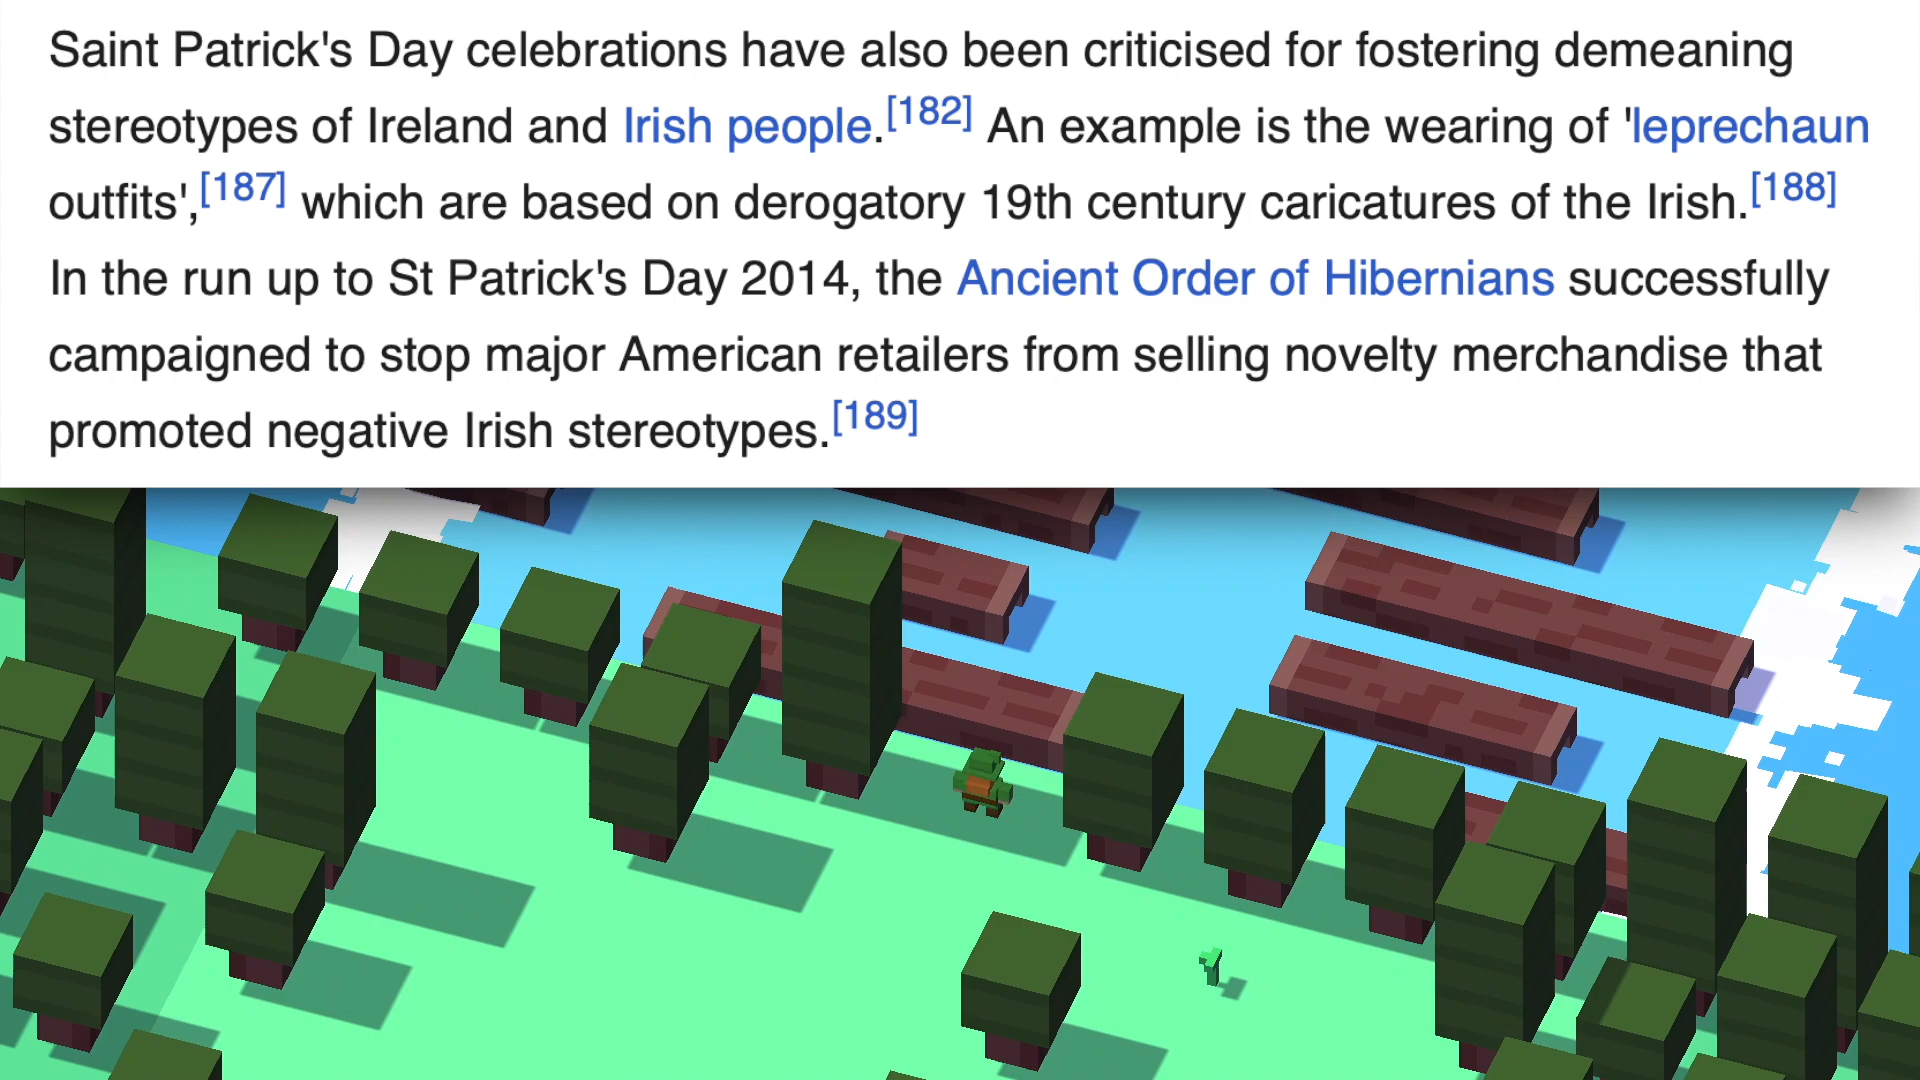 Saint Patrick's Day celebrations have also been criticised for fostering demeaning
stereotypes of Ireland and Irish people.[182] An example is the wearing of 'leprechaun
outfits',[187] which are based on derogatory 19th century caricatures of the Irish.[188]
In the run up to St Patrick's Day 2014, the Ancient Order of Hibernians successfully
campaigned to stop major American retailers from selling novelty merchandise that
promoted negative Irish stereotypes.[189]